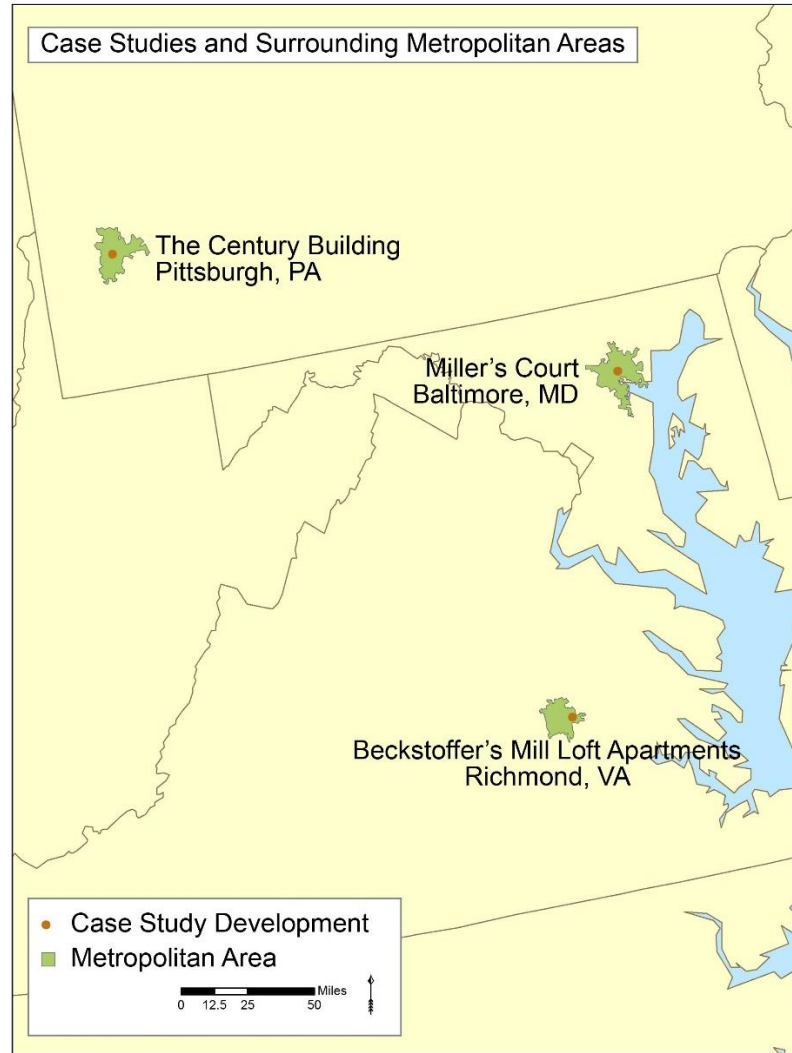 Case Studies and Surrounding Metropolitan Areas
The Century Building
Pittsburgh, PA
Miller’s Court
Baltimore, MD
Beckstoffer’s Mill Loft Apartments
Richmond, VA
Case Study Development
Metropolitan Area
Miles
0 12.5 25 50